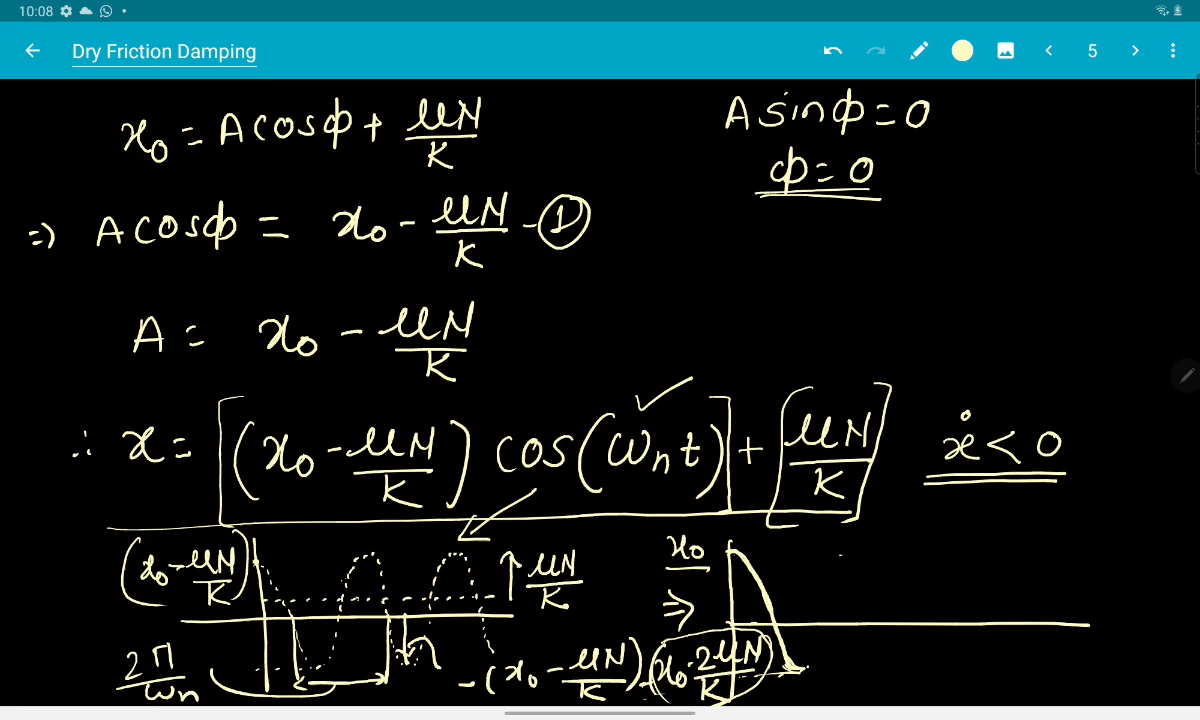 10:08
Dry Friction Damping
5
x₀ = A cosϕ + μN/K
A sinϕ = 0
ϕ = 0
=> A cosϕ = x₀ - μN/K - ①
A = x₀ - μN/K
∴ x = [(x₀ - μN/K) cos(ωₙt)] + [μN/K] ẋ < 0
(x₀ - μN/K) μN/K x₀
=>
2π/ωₙ -(x₀ - μN/K) -(x₀ - 2μN/K)